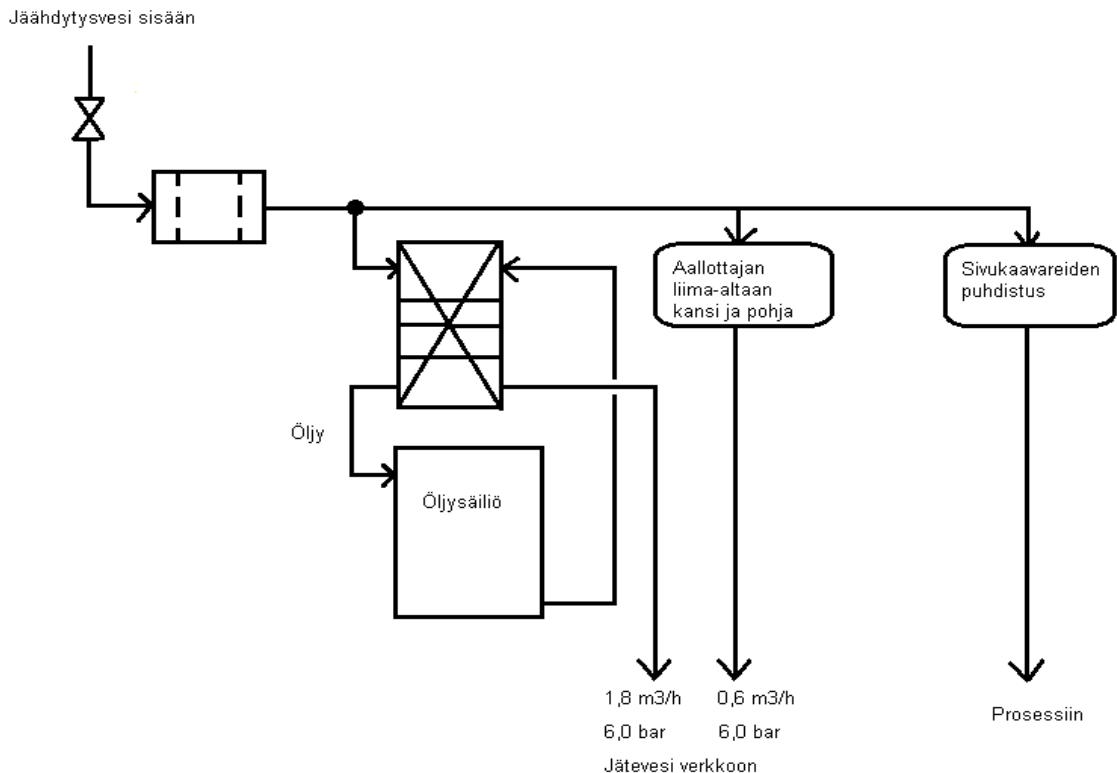 Jäähdytysvesi sisään
Aallottajan
liima-altaan
kansi ja pohja
Sivukaavareiden
puhdistus
Öljy
Öljysäiliö
1,8 m3/h
6,0 bar
0,6 m3/h
6,0 bar
Jätevesi verkkoon
Prosessiin